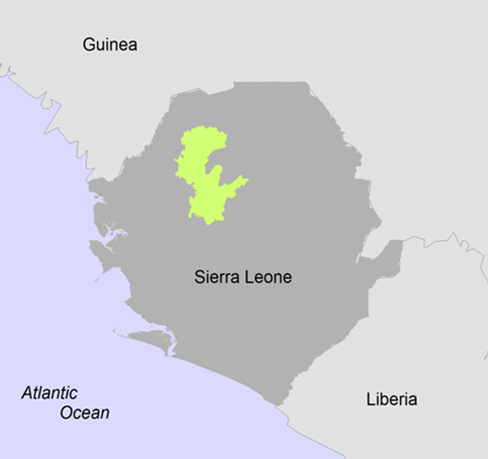 Guinea
Sierra Leone
Atlantic
Ocean
Liberia